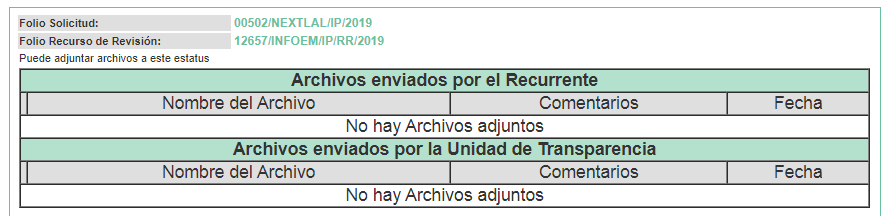 Folio Solicitud: 00502/NEXTLAL/IP/2019
Folio Recurso de Revisión: 12657/INFOEM/IP/RR/2019
Puede adjuntar archivos a este estatus
Archivos enviados por el Recurrente
Nombre del Archivo Comentarios Fecha
No hay Archivos adjuntos
Archivos enviados por la Unidad de Transparencia
Nombre del Archivo Comentarios Fecha
No hay Archivos adjuntos